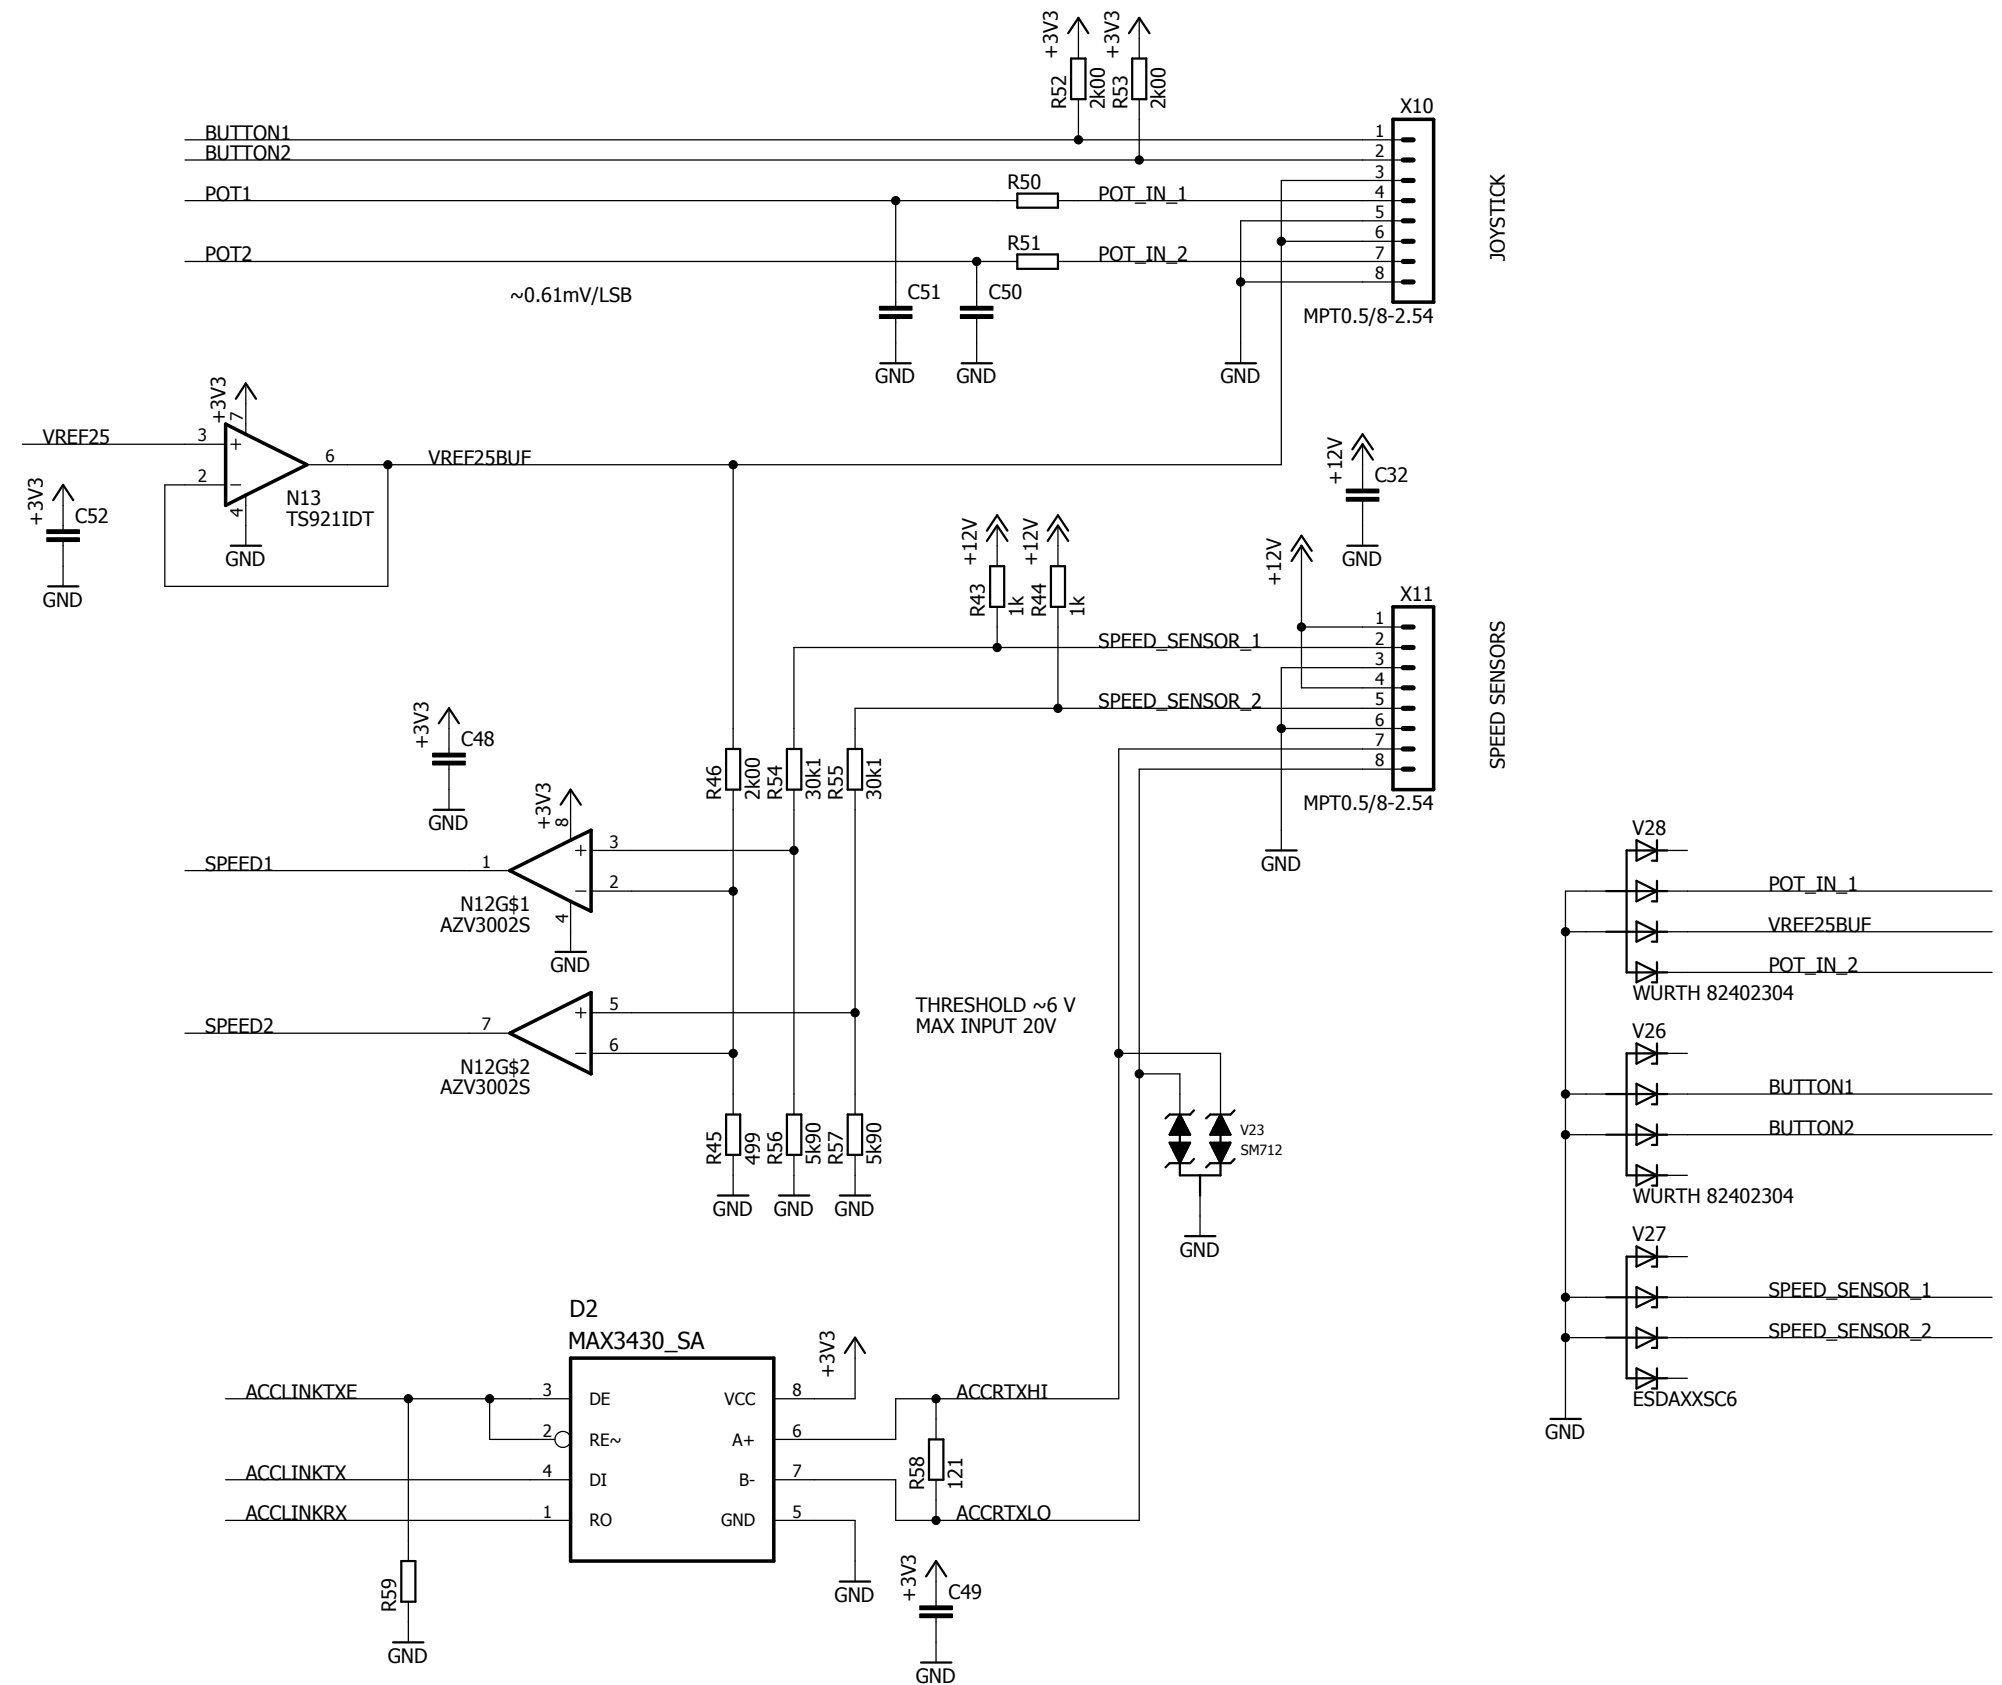 +3V3
+3V3
R52
2k00
R53
2k00
X10
BUTTON1
BUTTON2
POT1
POT2
R50
POT_IN_1
R51
POT_IN_2
1
2
3
4
5
6
7
8
JOYSTICK
MPT0.5/8-2.54
~0.61mV/LSB
C51
C50
GND
GND
GND
VREF25
+3V3
7
3
+
2
−
4
6
VREF25BUF
N13
TS921IDT
GND
+3V3
C52
GND
+12V
C32
GND
+12V
+12V
+12V
R43
1k
R44
1k
X11
SPEED_SENSOR_1
SPEED_SENSOR_2
1
2
3
4
5
6
7
8
SPEED SENSORS
MPT0.5/8-2.54
GND
+3V3
C48
GND
R46
2k00
R54
30k1
R55
30k1
+3V3
8
SPEED1
1
+
3
−
2
4
N12G$1
AZV3002S
GND
SPEED2
7
+
5
−
6
N12G$2
AZV3002S
THRESHOLD ~6 V
MAX INPUT 20V
R45
499
R56
5k90
R57
5k90
GND
GND
GND
V23
SM712
GND
V28
POT_IN_1
VREF25BUF
POT_IN_2
WURTH 82402304
V26
BUTTON1
BUTTON2
WURTH 82402304
V27
SPEED_SENSOR_1
SPEED_SENSOR_2
ESDAXXSC6
GND
D2
MAX3430_SA
+3V3
ACCLINKTXE
3
DE
VCC
8
ACCRTXHI
2
RE~
A+
6
ACCLINKTX
4
DI
B-
7
R58
121
ACCLINKRX
1
RO
GND
5
ACCRTXLO
R59
GND
GND
+3V3
C49
GND